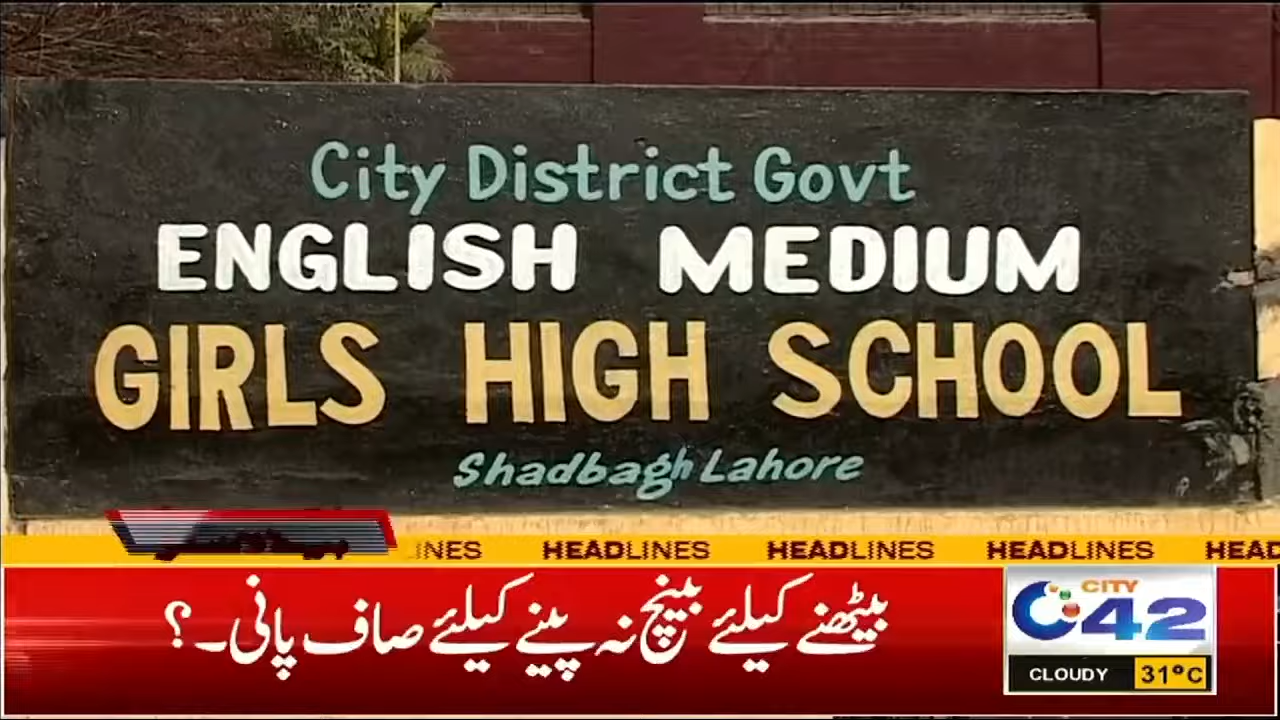 City District Govt
ENGLISH MEDIUM
GIRLS HIGH SCHOOL
Shadbagh Lahore
INES HEADLINES HEADLINES HEADLINES HEAD
بیٹھنے کیلئے بینچ نہ پینے کیلئے صاف پانی۔؟
CITY
42
CLOUDY 31°C